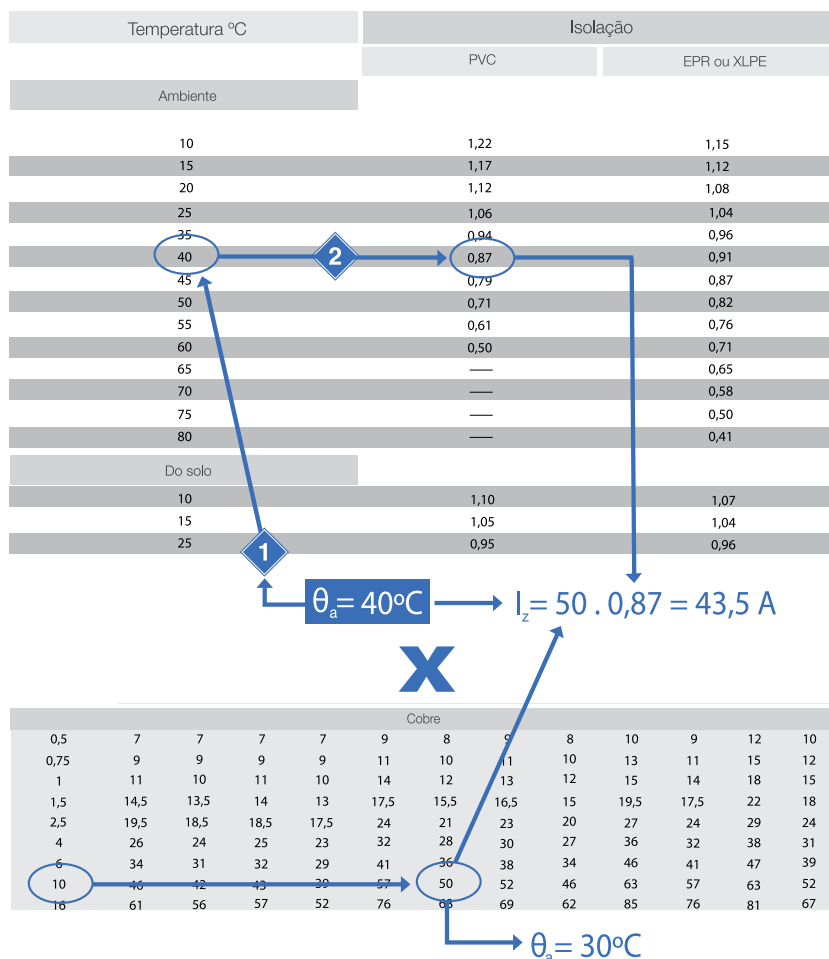 Temperatura ºC Isolação
PVC EPR ou XLPE
Ambiente
10 1,22 1,15
15 1,17 1,12
20 1,12 1,08
25 1,06 1,04
35 0,94 0,96
40 2 0,87 0,91
45 0,79 0,87
50 0,71 0,82
55 0,61 0,76
60 0,50 0,71
65 — 0,65
70 — 0,58
75 — 0,50
80 — 0,41
Do solo
10 1,10 1,07
15 1,05 1,04
25 0,95 0,96
1
θa= 40ºC Iz= 50 . 0,87 = 43,5 A
X
Cobre
0,5 7 7 7 7 9 8 9 8 10 9 12 10
0,75 9 9 9 9 11 10 11 10 13 11 15 12
1 11 10 11 10 14 12 13 12 15 14 18 15
1,5 14,5 13,5 14 13 17,5 15,5 16,5 15 19,5 17,5 22 18
2,5 19,5 18,5 18,5 17,5 24 21 23 20 27 24 29 24
4 26 24 25 23 32 28 30 27 36 32 38 31
6 34 31 32 29 41 36 38 34 46 41 47 39
10 46 42 43 39 57 50 52 46 63 57 63 52
16 61 56 57 52 76 68 69 62 85 76 81 67
θa= 30ºC